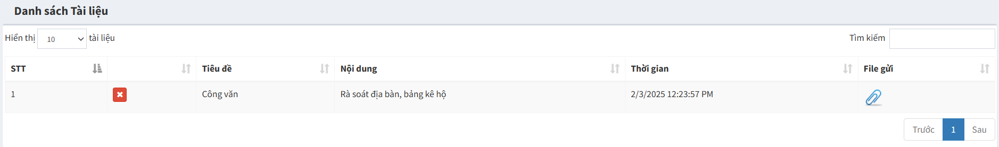 Danh sách Tài liệu
Hiển thị 10 tài liệu Tìm kiếm
STT Tiêu đề Nội dung Thời gian File gửi
1 Công văn Rà soát địa bàn, bảng kê hộ 2/3/2025 12:23:57 PM
Trước 1 Sau